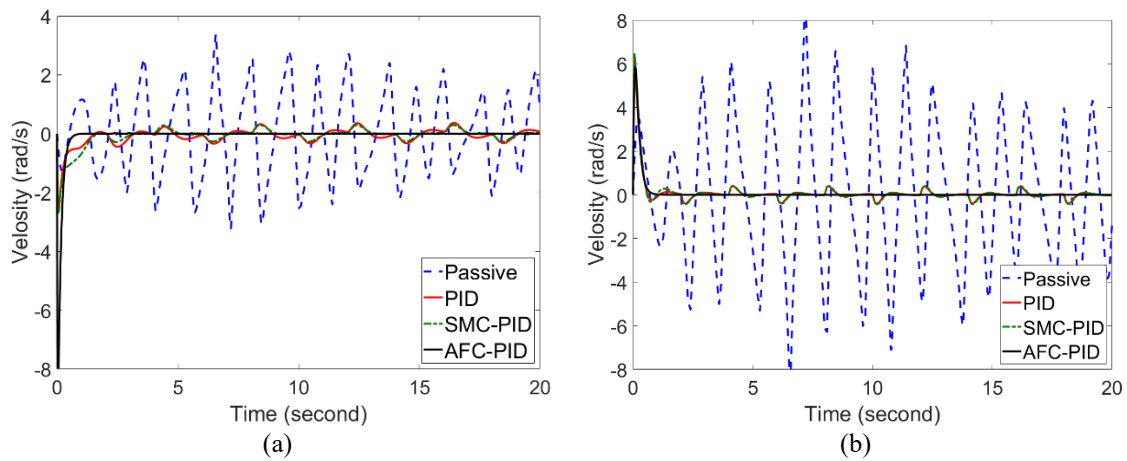 4
2
0
-2
-4
-6
-8
0
5
10
15
20
Velosity (rad/s)
Time (second)
Passive
PID
SMC-PID
AFC-PID
(a)
8
6
4
2
0
-2
-4
-6
-8
0
5
10
15
20
Velosity (rad/s)
Time (second)
Passive
PID
SMC-PID
AFC-PID
(b)